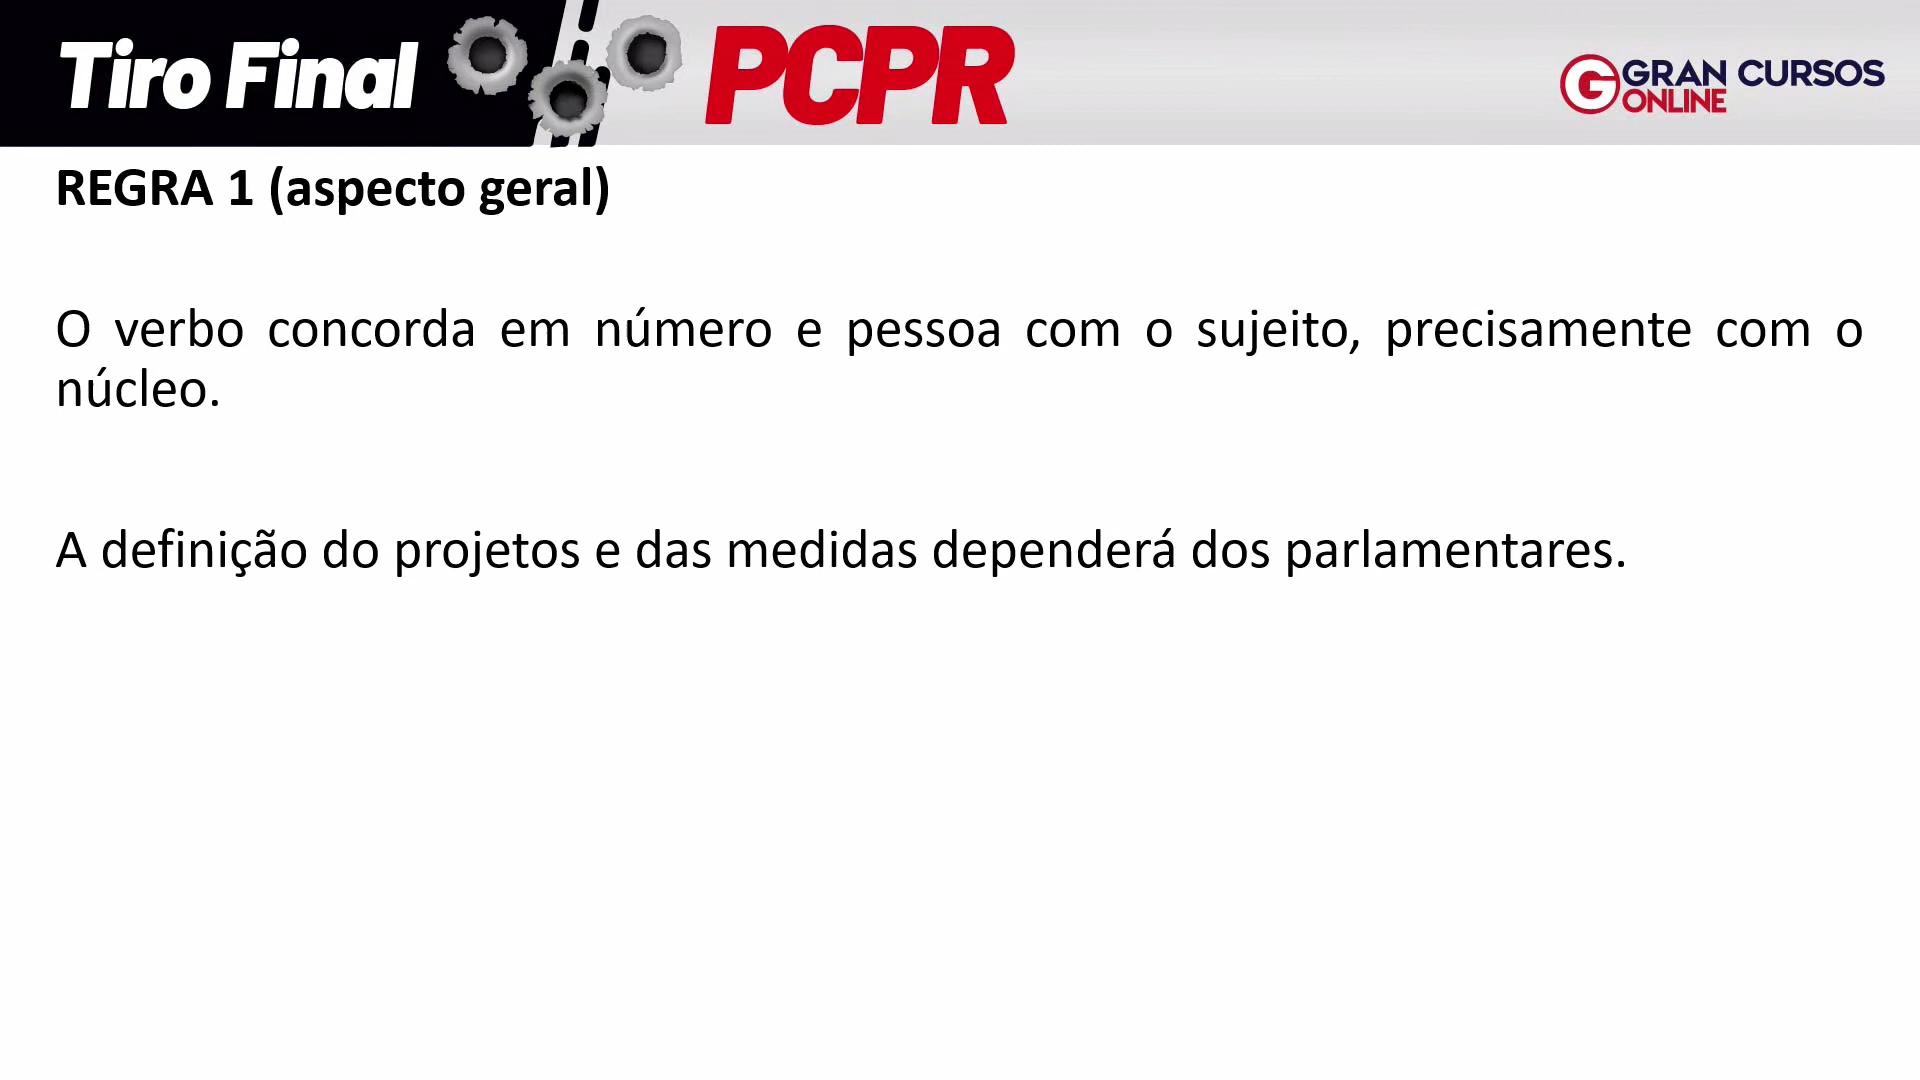 Tiro Final PCPR
GRAN CURSOS
ONLINE
REGRA 1 (aspecto geral)
O verbo concorda em número e pessoa com o sujeito, precisamente com o
núcleo.
A definição do projetos e das medidas dependerá dos parlamentares.